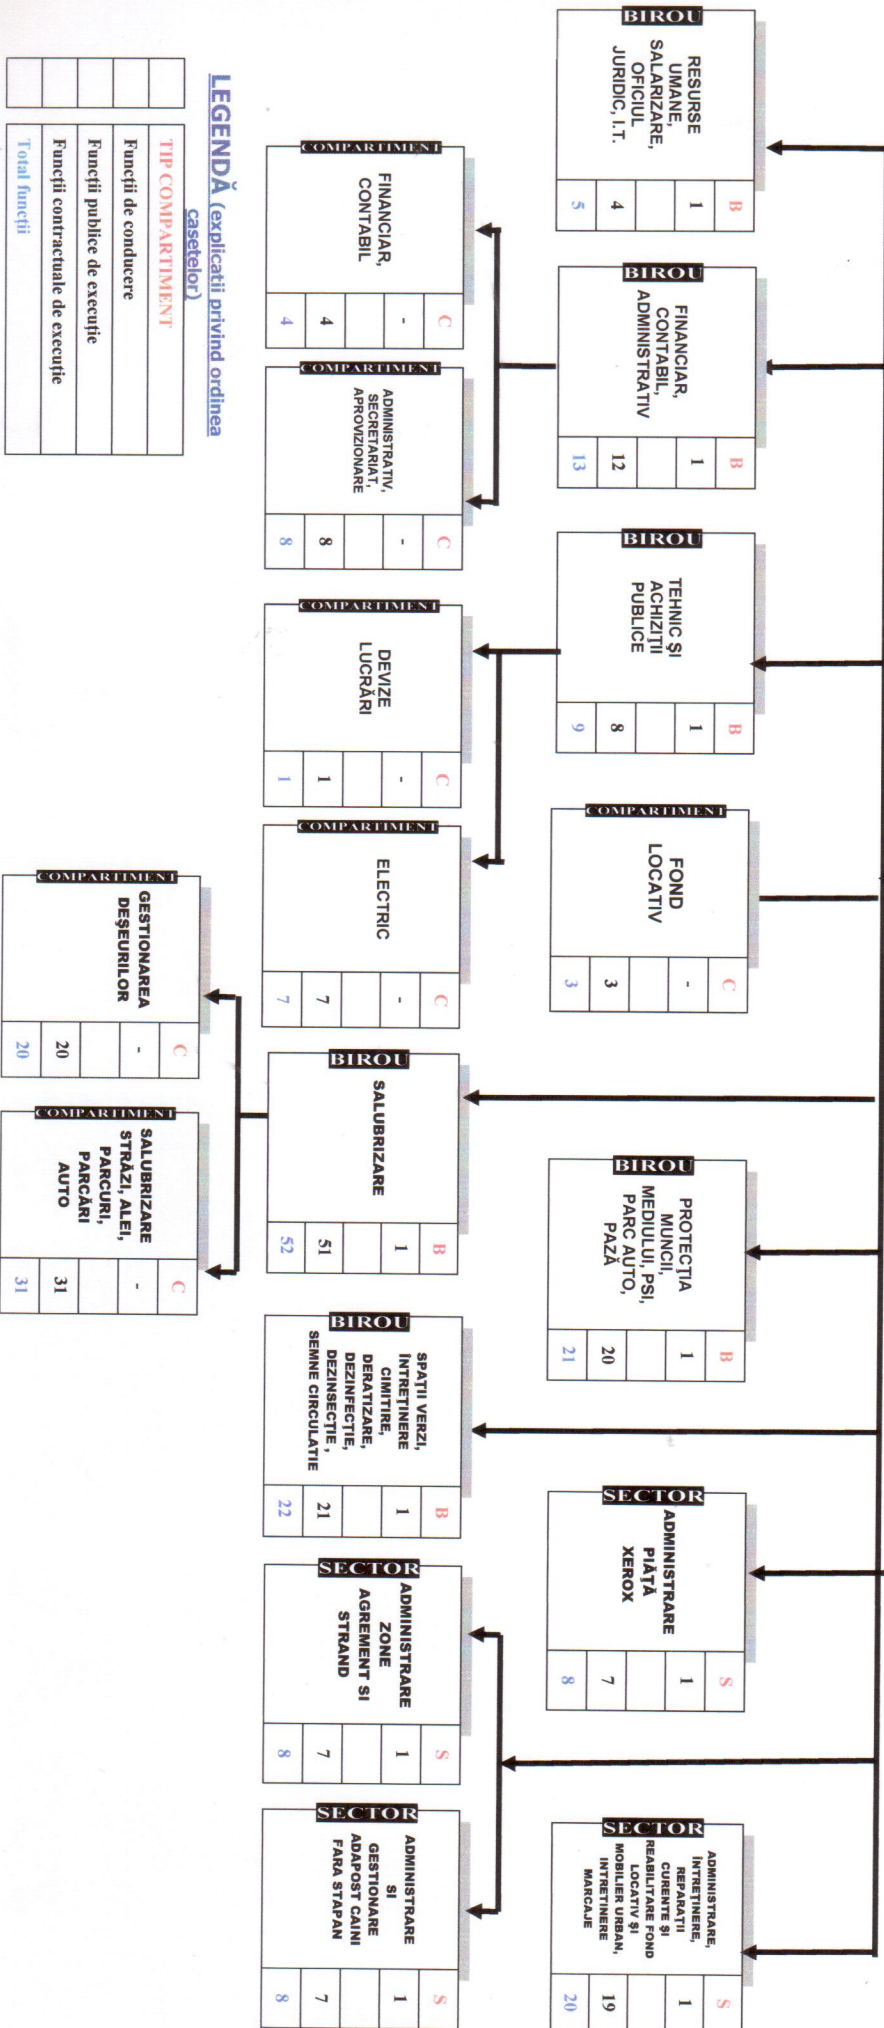 BIROU
RESURSE
UMANE,
SALARIZARE,
OFICIUL
JURIDIC, I.T.
B
1
4
5
BIROU
FINANCIAR,
CONTABIL,
ADMINISTRATIV
B
1
12
13
BIROU
TEHNIC ŞI
ACHIZIŢII
PUBLICE
B
1
8
9
COMPARTIMENT
FOND
LOCATIV
C
-
3
3
BIROU
PROTECŢIA
MUNCII,
MEDIULUI, PSI,
PARC AUTO,
PAZĂ
B
1
20
21
SECTOR
ADMINISTRARE
PIAŢĂ
XEROX
S
1
7
8
SECTOR
ADMINISTRARE,
ÎNTREŢINERE,
REPARAŢII
CURENTE ŞI
REABILITARE FOND
LOCATIV ŞI
MOBILIER URBAN,
INTRETINERE
MARCAJE
S
1
19
20
COMPARTIMENT
FINANCIAR,
CONTABIL
C
-
4
4
COMPARTIMENT
ADMINISTRATIV,
SECRETARIAT,
APROVIZIONARE
C
-
8
8
COMPARTIMENT
DEVIZE
LUCRĂRI
C
-
1
1
COMPARTIMENT
ELECTRIC
C
-
7
7
BIROU
SALUBRIZARE
B
1
51
52
BIROU
SPAŢII VERZI,
ÎNTREŢINERE
CIMITIRE,
DERATIZARE,
DEZINFECŢIE,
DEZINSECŢIE ,
SEMNE CIRCULATIE
B
1
21
22
SECTOR
ADMINISTRARE
ZONE
AGREMENT SI
STRAND
S
1
7
8
SECTOR
ADMINISTRARE
SI
GESTIONARE
ADAPOST CAINI
FARA STAPAN
S
1
7
8
LEGENDĂ (explicatii privind ordinea
casetelor)
TIP COMPARTIMENT
Funcţii de conducere
Funcţii publice de execuţie
Funcţii contractuale de execuţie
Total funcţii
COMPARTIMENT
GESTIONAREA
DEŞEURILOR
C
-
20
20
COMPARTIMENT
SALUBRIZARE
STRĂZI, ALEI,
PARCURI,
PARCĂRI
AUTO
C
-
31
31